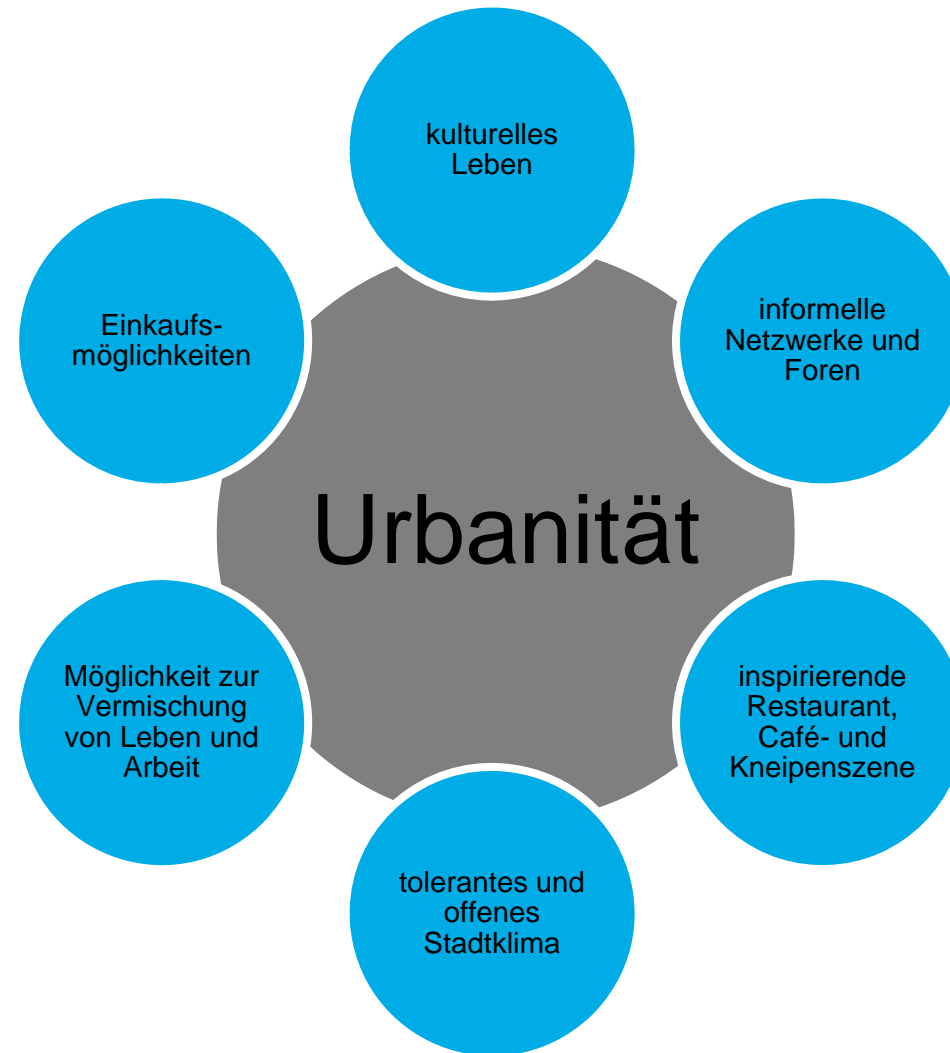 kulturelles
Leben
informelle
Netzwerke und
Foren
inspirierende
Restaurant,
Café- und
Kneipenszene
tolerantes und
offenes
Stadtklima
Möglichkeit zur
Vermischung
von Leben und
Arbeit
Einkaufs-
möglichkeiten
Urbanität